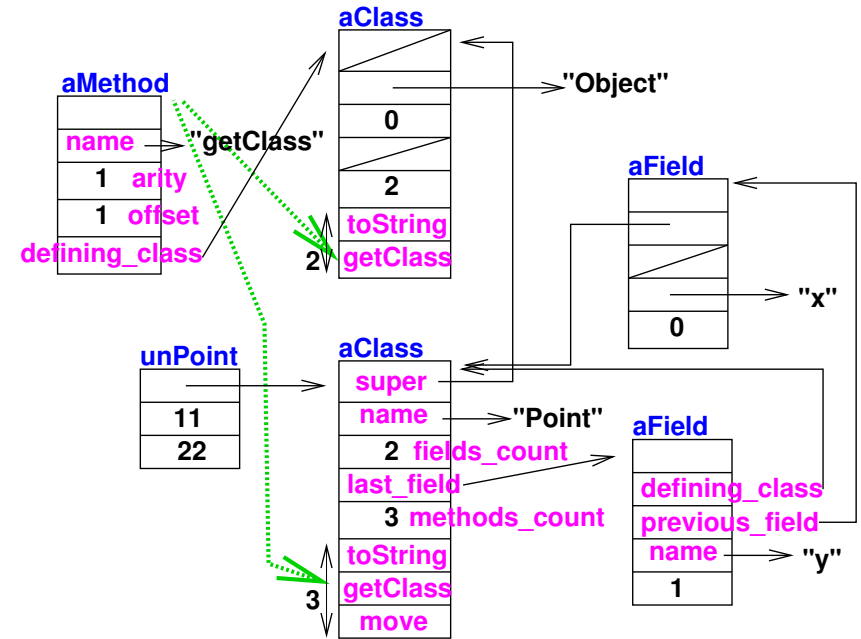 aClass
"Object"
0
2
toString
2 getClass
aMethod
name "getClass"
1 arity
1 offset
defining_class
aField
"x"
0
unPoint
11
22
aClass
super
name "Point"
2 fields_count
last_field
3 methods_count
toString
3 getClass
move
aField
defining_class
previous_field
name "y"
1